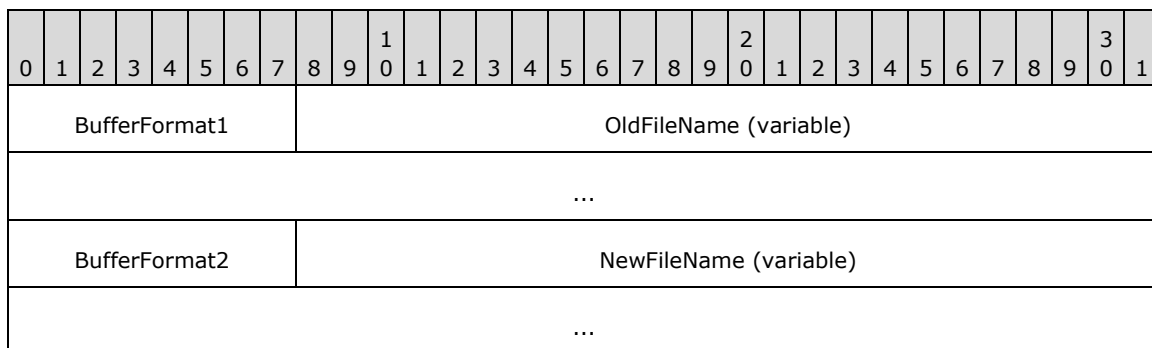 0 1 2 3 4 5 6 7 8 9 1 0 1 2 3 4 5 6 7 8 9 2 0 1 2 3 4 5 6 7 8 9 3 0 1
BufferFormat1 OldFileName (variable)
...
BufferFormat2 NewFileName (variable)
...